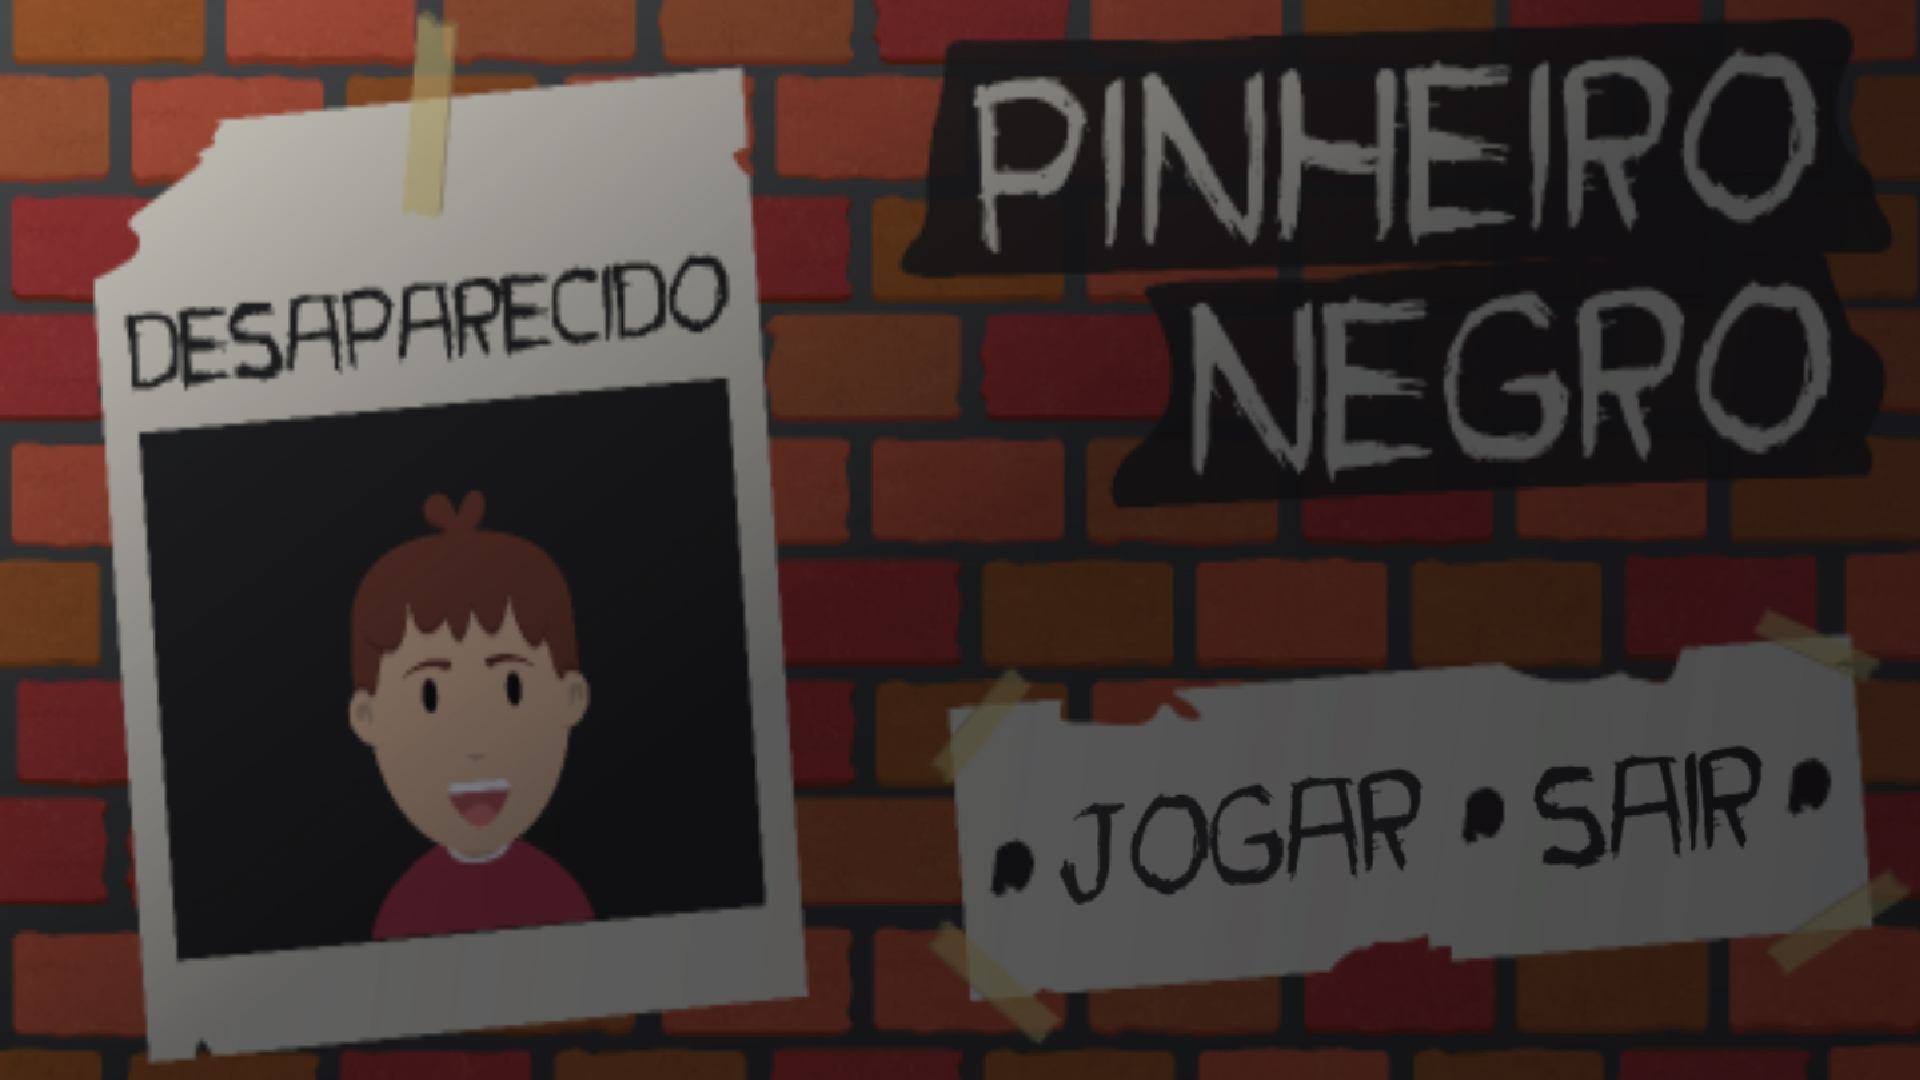 DESAPARECIDO
PINHEIRO
NEGRO
• JOGAR • SAIR •